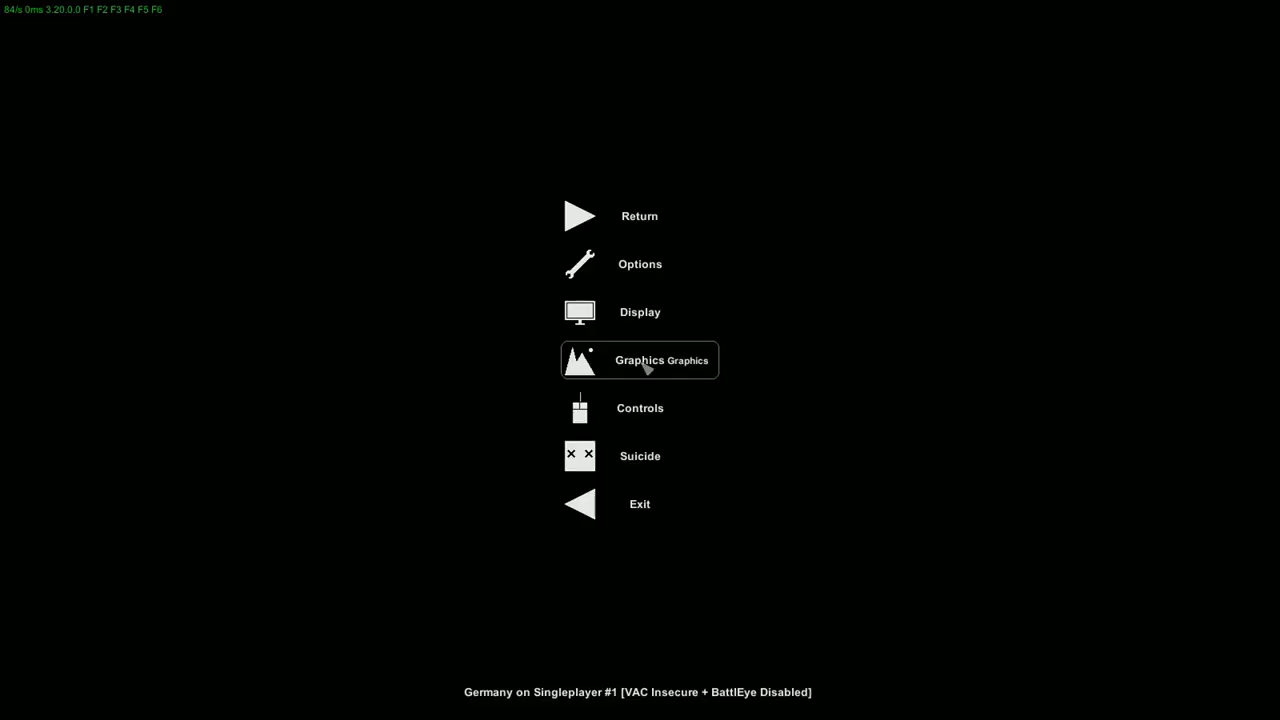 84/s 0ms 3.20.0.0 F1 F2 F3 F4 F5 F6
Return
Options
Display
Graphics Graphics
Controls
Suicide
Exit
Germany on Singleplayer #1 [VAC Insecure + BattlEye Disabled]